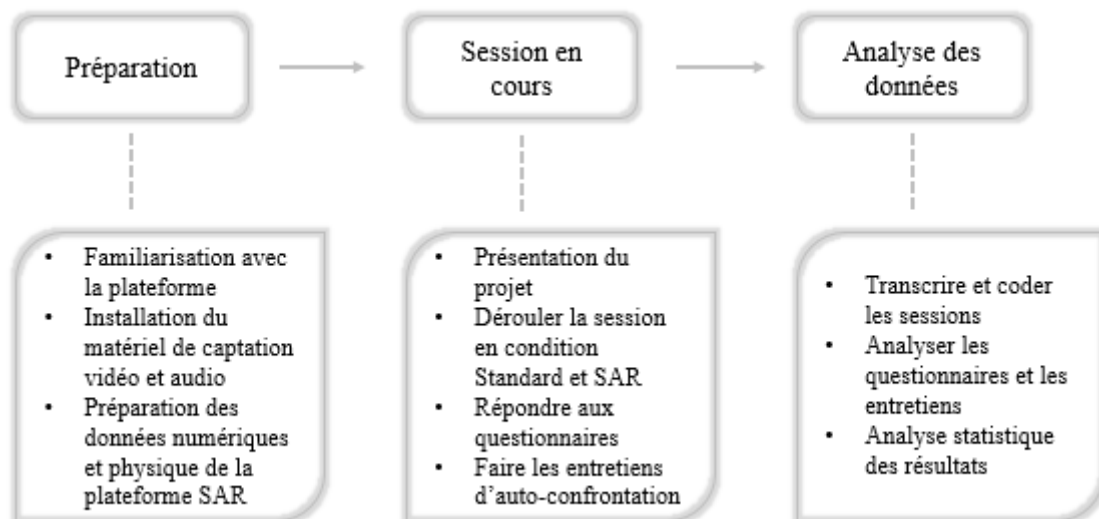 Préparation
Session en
cours
Analyse des
données
• Familiarisation avec
la plateforme
• Installation du
matériel de captation
vidéo et audio
• Préparation des
données numériques
et physique de la
plateforme SAR
• Présentation du
projet
• Dérouler la session
en condition
Standard et SAR
• Répondre aux
questionnaires
• Faire les entretiens
d’auto-confrontation
• Transcrire et coder
les sessions
• Analyser les
questionnaires et les
entretiens
• Analyse statistique
des résultats